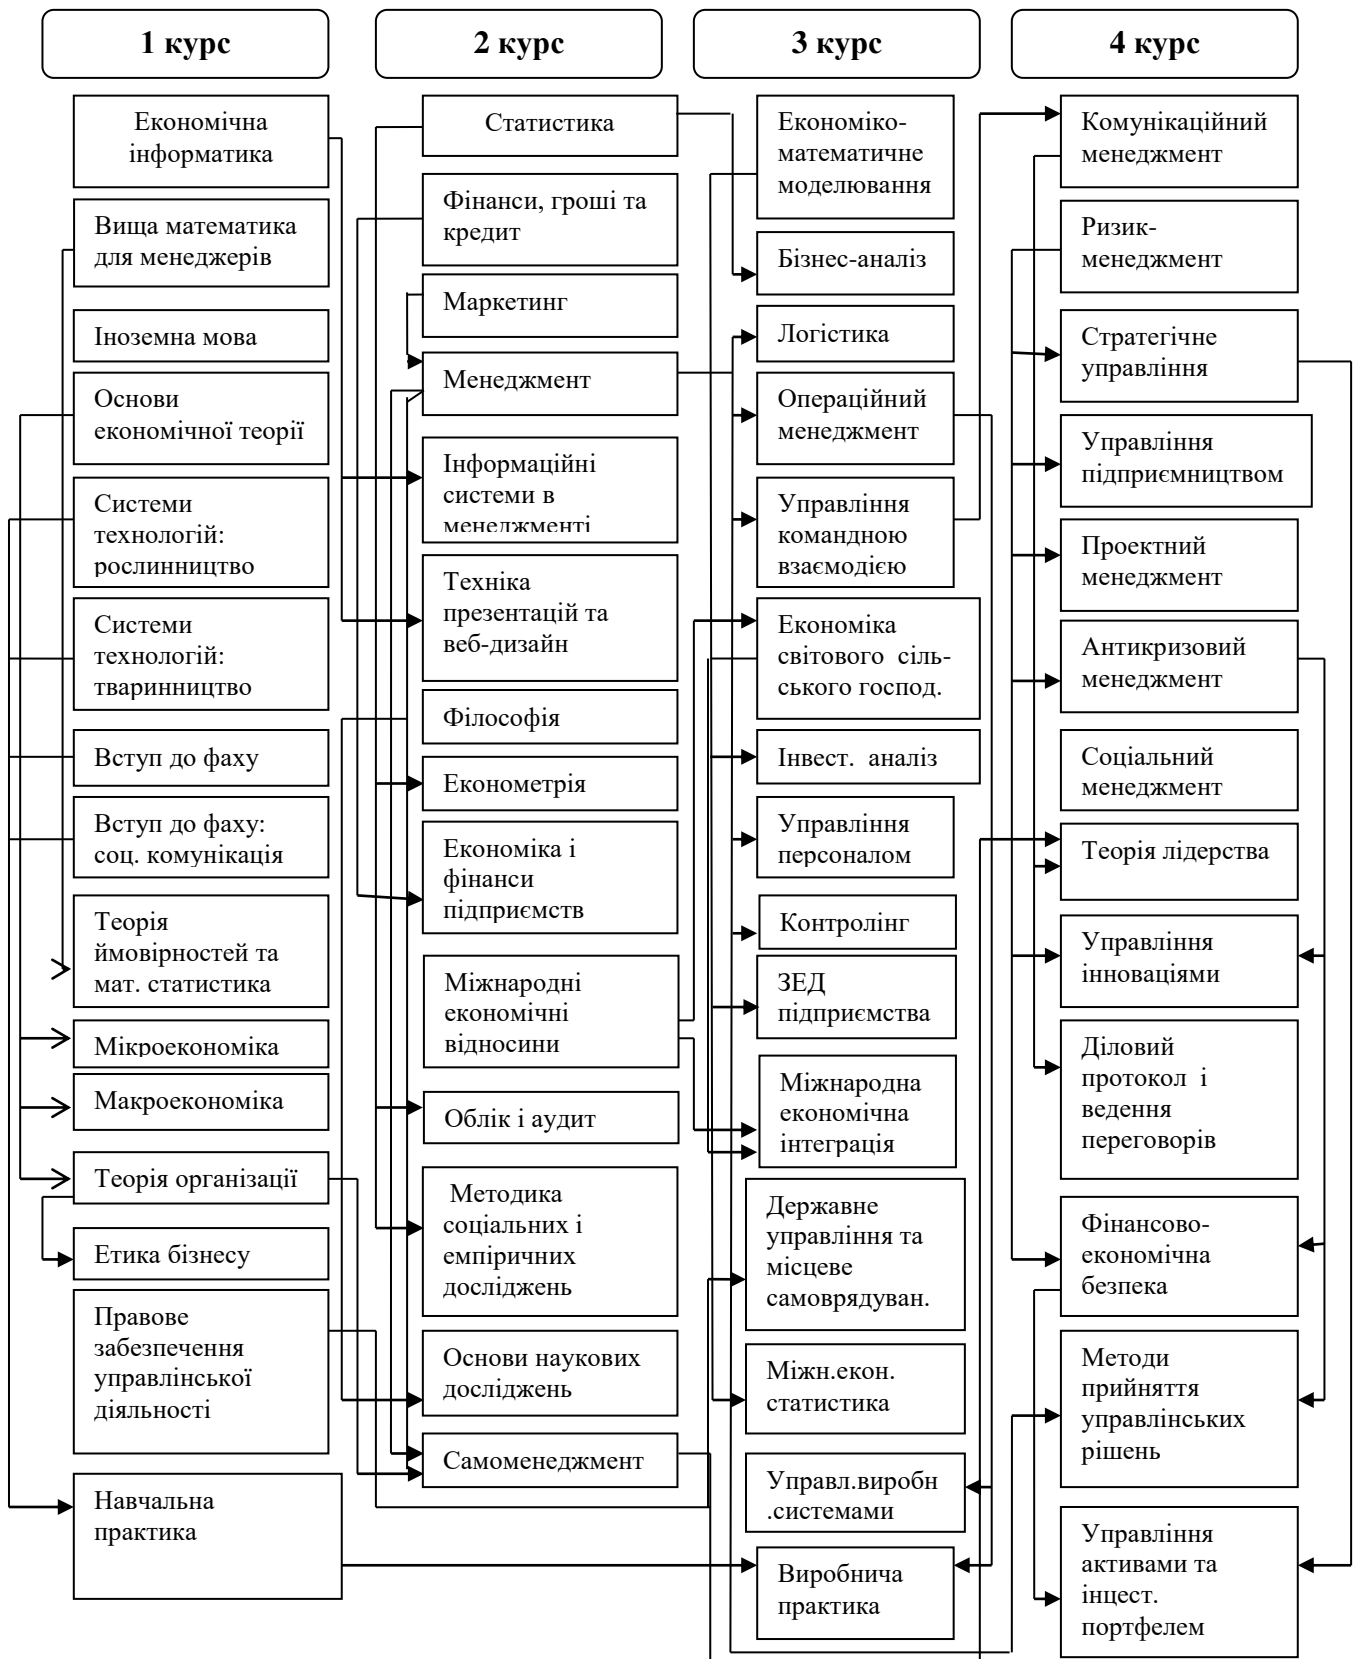 1 курс
2 курс
3 курс
4 курс
Економічна
інформатика
Вища математика
для менеджерів
Іноземна мова
Основи
економічної теорії
Системи
технологій:
рослинництво
Системи
технологій:
тваринництво
Вступ до фаху
Вступ до фаху:
соц. комунікація
Теорія
ймовірностей та
мат. статистика
Мікроекономіка
Макроекономіка
Теорія організації
Етика бізнесу
Правове
забезпечення
управлінської
діяльності
Навчальна
практика
Статистика
Фінанси, гроші та
кредит
Маркетинг
Менеджмент
Інформаційні
системи в
менеджменті
Техніка
презентацій та
веб-дизайн
Філософія
Економетрія
Економіка і
фінанси
підприємств
Міжнародні
економічні
відносини
Облік і аудит
Методика
соціальних і
емпіричних
досліджень
Основи наукових
досліджень
Самоменеджмент
Економіко-
математичне
моделювання
Бізнес-аналіз
Логістика
Операційний
менеджмент
Управління
командною
взаємодією
Економіка
світового сіль-
ського господ.
Інвест. аналіз
Управління
персоналом
Контролінг
ЗЕД
підприємства
Міжнародна
економічна
інтеграція
Державне
управління та
місцеве
самоврядуван.
Міжн.екон.
статистика
Управл.виробн
.системами
Виробнича
практика
Комунікаційний
менеджмент
Ризик-
менеджмент
Стратегічне
управління
Управління
підприємництвом
Проектний
менеджмент
Антикризовий
менеджмент
Соціальний
менеджмент
Теорія лідерства
Управління
інноваціями
Діловий
протокол і
ведення
переговорів
Фінансово-
економічна
безпека
Методи
прийняття
управлінських
рішень
Управління
активами та
інцест.
портфелем